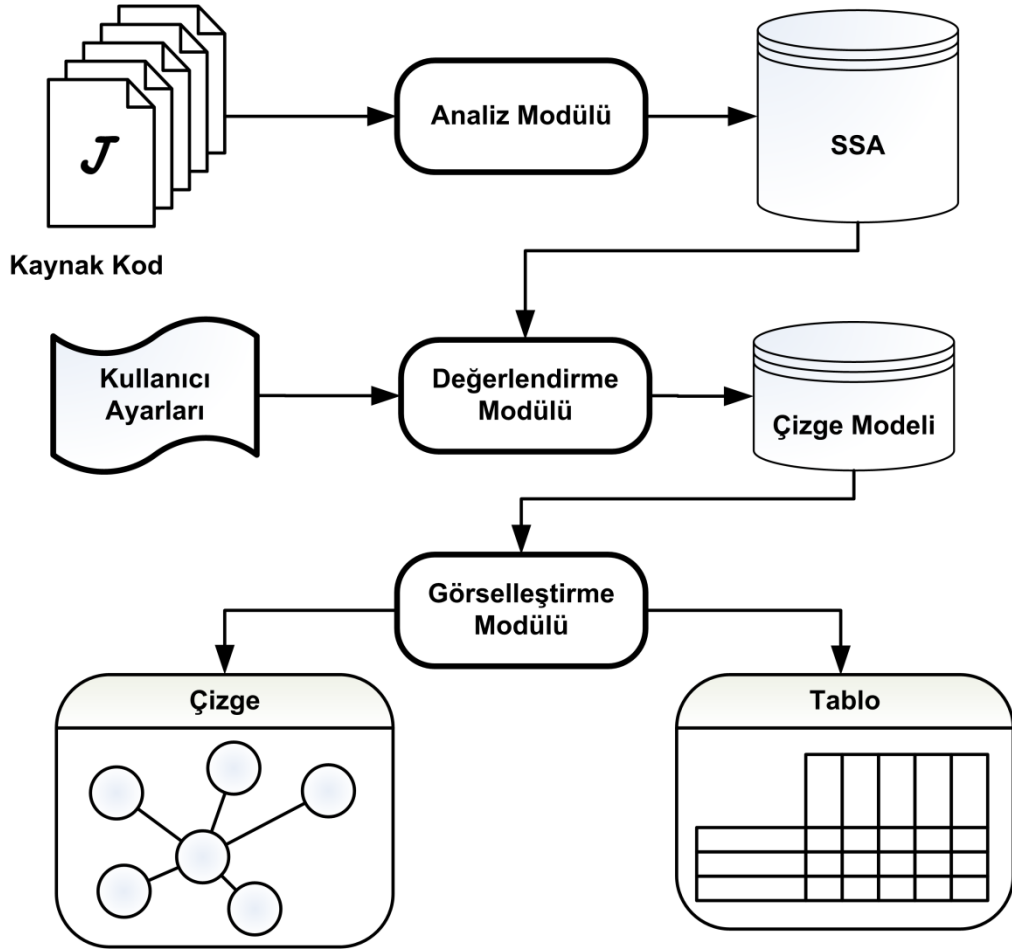 J
Analiz Modülü
SSA
Kaynak Kod
Kullanıcı
Ayarları
Değerlendirme
Modülü
Çizge Modeli
Görselleştirme
Modülü
Çizge
Tablo